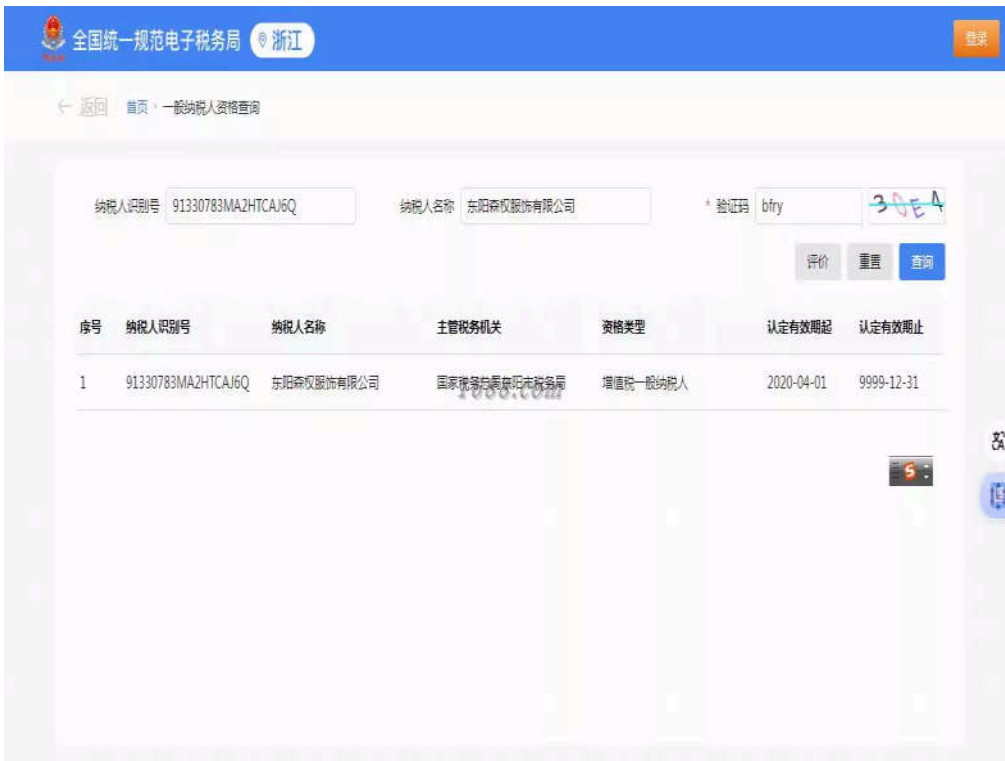 全国统一规范电子税务局 浙江 登录
返回 首页 › 一般纳税人资格查询
纳税人识别号 91330783MA2HTCAJ6Q 纳税人名称 东阳森权服饰有限公司 * 验证码 bfry
评价 重置 查询
序号 纳税人识别号 纳税人名称 主管税务机关 资格类型 认定有效期起 认定有效期止
1 91330783MA2HTCAJ6Q 东阳森权服饰有限公司 国家税务总局东阳市税务局 增值税一般纳税人 2020-04-01 9999-12-31
1688.com